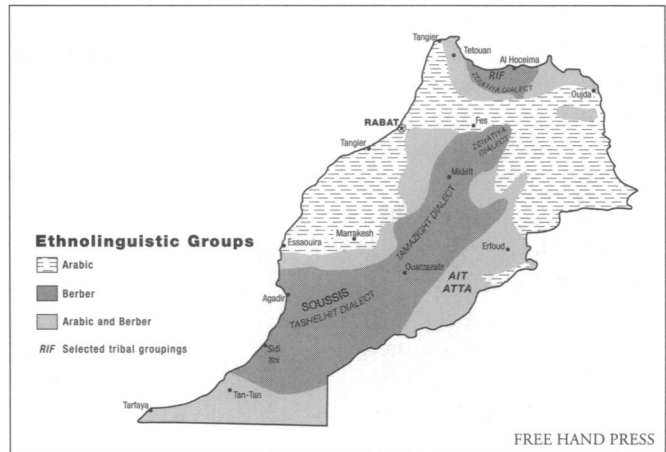 Tangier
Tetouan
Al Hoceima
RIF
ZENATIYA DIALECT
Oujda
RABAT
Fes
Tangier
ZENATIYA
DIALECT
Midelt
TAMAZIGHT DIALECT
Ethnolinguistic Groups
Arabic
Berber
Arabic and Berber
RIF Selected tribal groupings
Marrakesh
Essaouira
Erfoud
Ouarzazate
AIT
ATTA
Agadir
SOUSSIS
TASHELHIT DIALECT
Sidi
Itni
Tan-Tan
Tarfaya
FREE HAND PRESS